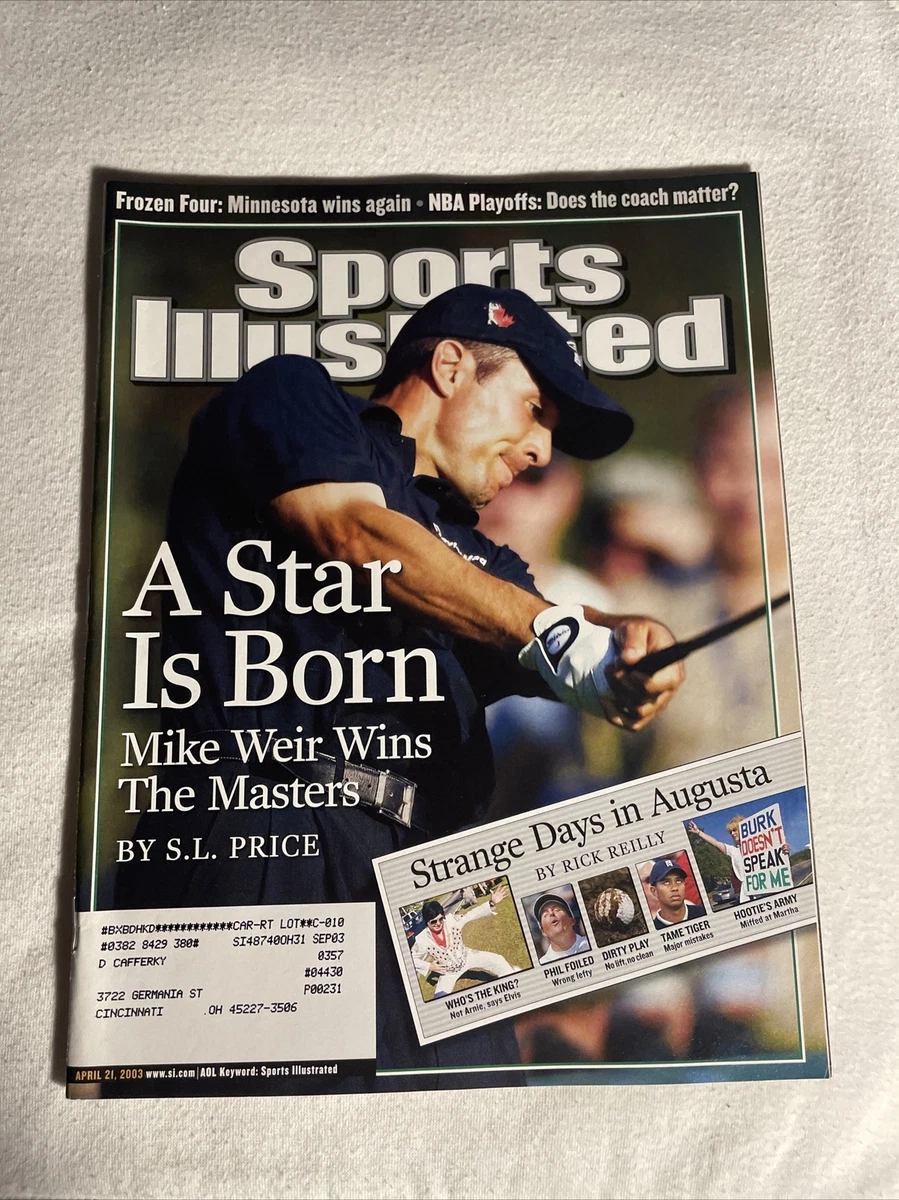 Frozen Four: Minnesota wins again • NBA Playoffs: Does the coach matter?
Sports
Illus ted
A Star
Is Born
Mike Weir Wins
The Masters
BY S.L. PRICE
Strange Days in Augusta
BY RICK REILLY
BURK
DOESN'T
SPEAK
FOR ME
WHO'S THE KING?
Not Arnie, says Elvis
PHIL FOILED
Wrong lefty
DIRTY PLAY
No lift, no clean
TAME TIGER
Major mistakes
HOOTIE'S ARMY
Miffed at Martha
#BXBDHKD************CAR-RT LOT**C-010
#0382 8429 380# SI48740OH31 SEP03
D CAFFERKY 0357
#04430
3722 GERMANIA ST P00231
CINCINNATI .OH 45227-3506
APRIL 21, 2003 www.si.com | AOL Keyword: Sports Illustrated